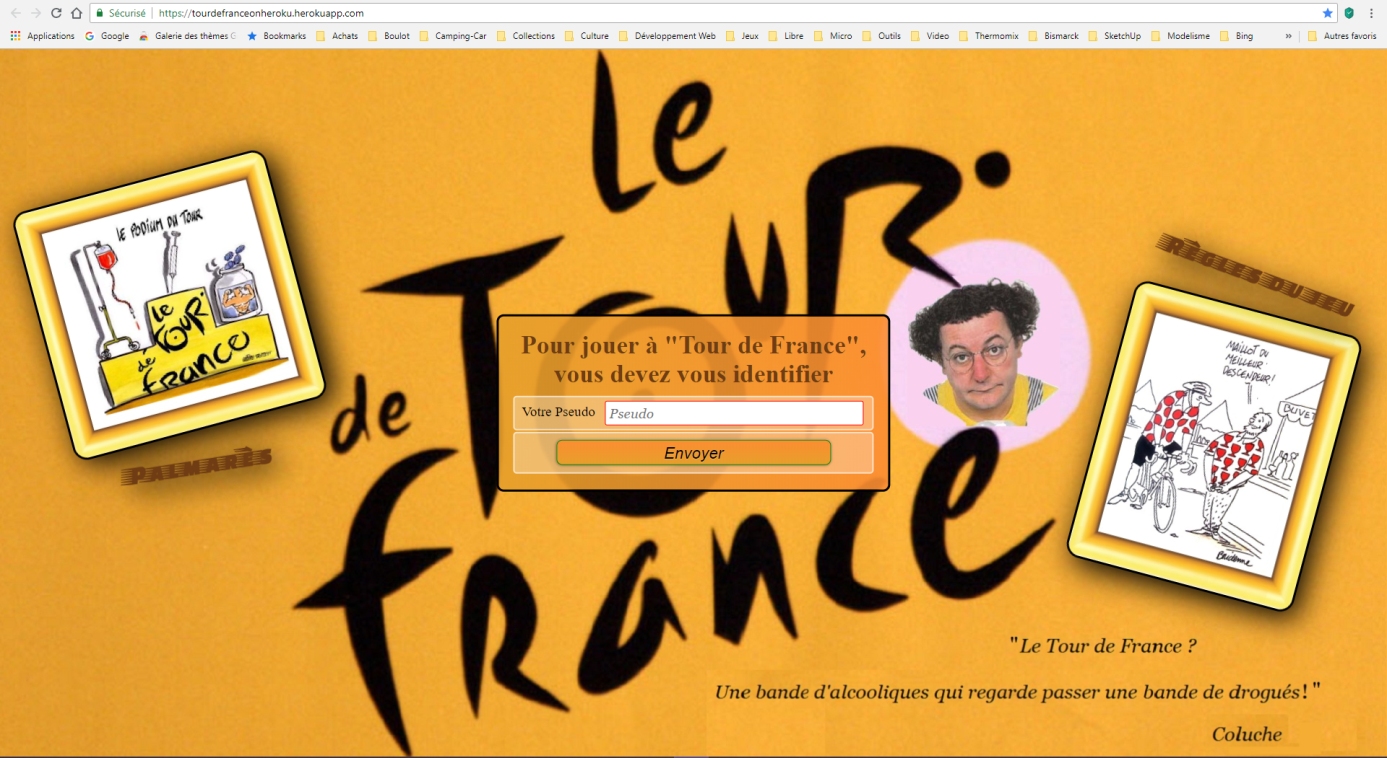 Sécurisé | https://tourdefranceonheroku.herokuapp.com
Applications Google Galerie des thèmes Bookmarks Achats Boulot Camping-Car Collections Culture Développement Web Jeux Libre Micro Outils Video Thermomix Bismarck SketchUp Modelisme Bing » Autres favoris
Le
Tour
de
France
LE PODIUM DU TOUR
LE
TOUR
de
FRANCE
PALMARÈS
Pour jouer à "Tour de France",
vous devez vous identifier
Votre Pseudo Pseudo
Envoyer
RÈGLES DU JEU
MAILLOT DU
MEILLEUR
DESCENDEUR!
BUVET
"Le Tour de France ?
Une bande d'alcooliques qui regarde passer une bande de drogués!"
Coluche